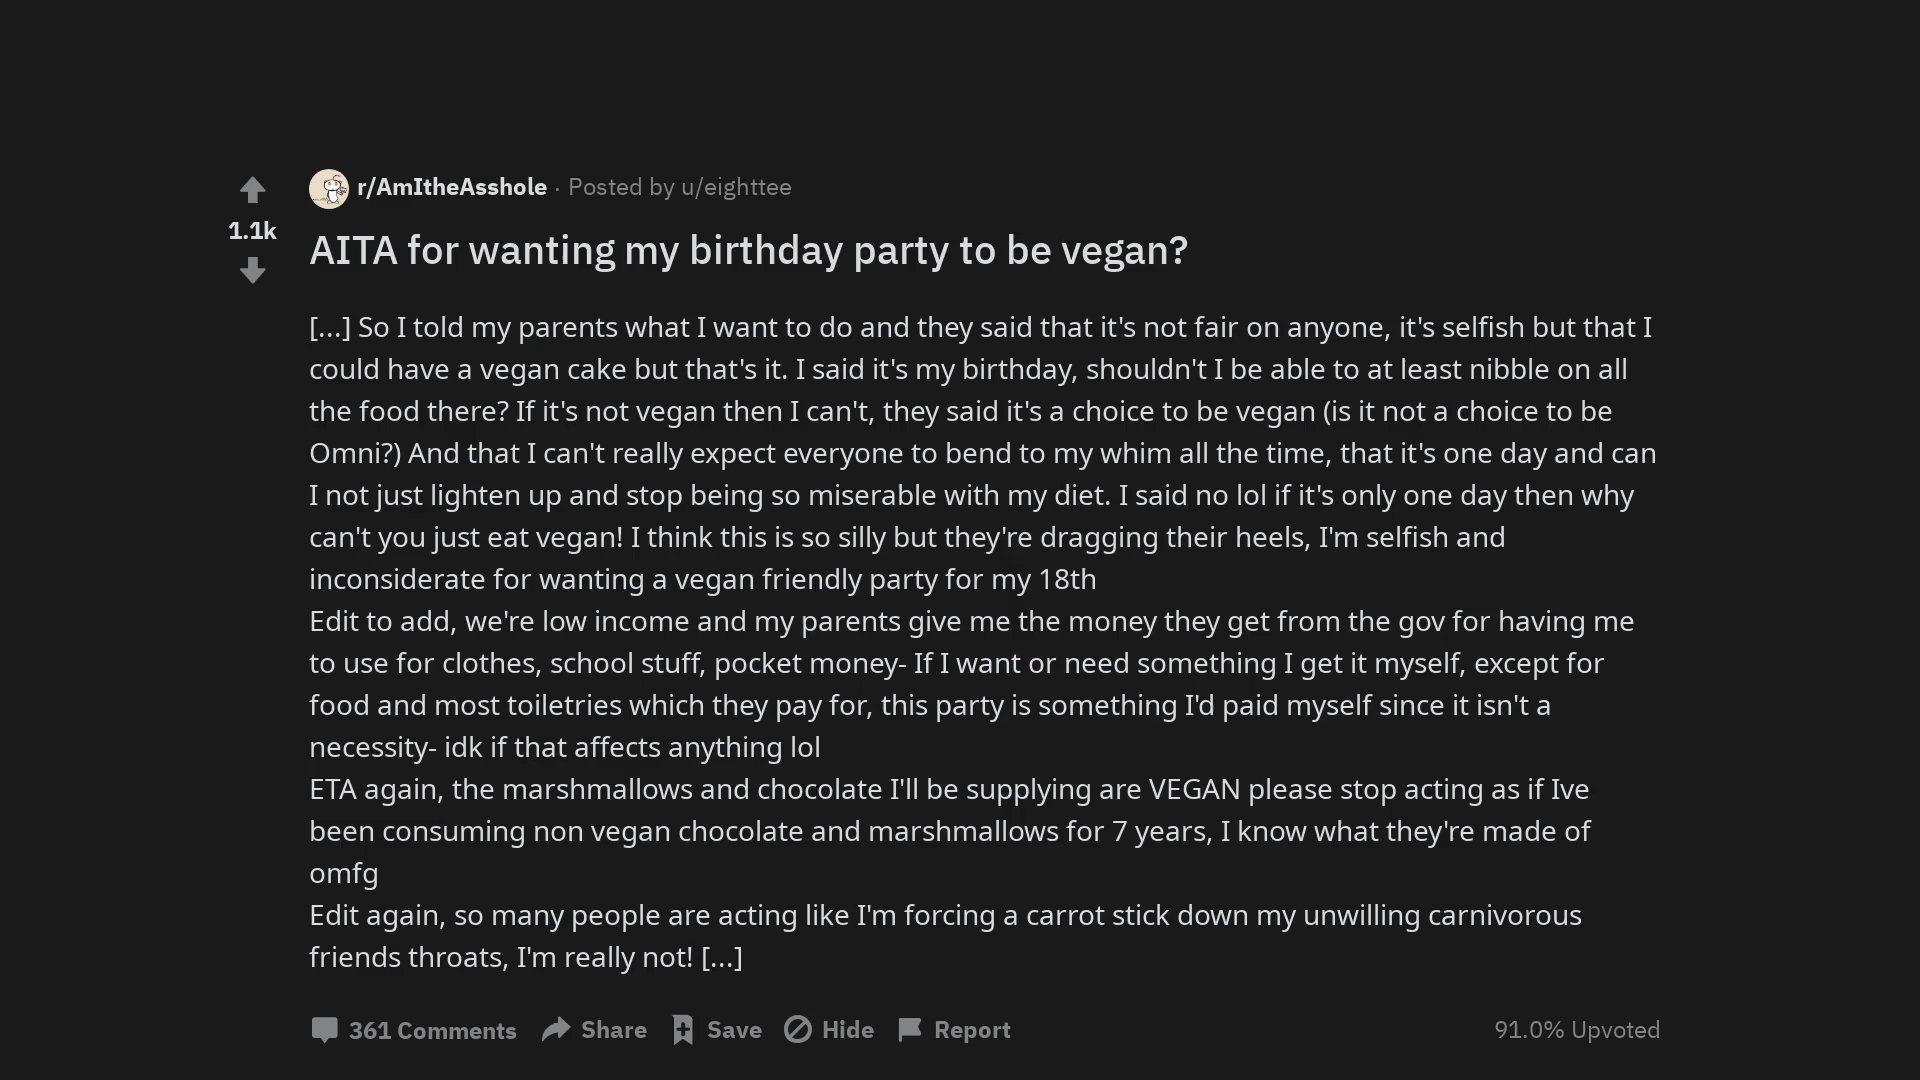 r/AmItheAsshole · Posted by u/eighttee
1.1k
AITA for wanting my birthday party to be vegan?
[...] So I told my parents what I want to do and they said that it's not fair on anyone, it's selfish but that I
could have a vegan cake but that's it. I said it's my birthday, shouldn't I be able to at least nibble on all
the food there? If it's not vegan then I can't, they said it's a choice to be vegan (is it not a choice to be
Omni?) And that I can't really expect everyone to bend to my whim all the time, that it's one day and can
I not just lighten up and stop being so miserable with my diet. I said no lol if it's only one day then why
can't you just eat vegan! I think this is so silly but they're dragging their heels, I'm selfish and
inconsiderate for wanting a vegan friendly party for my 18th
Edit to add, we're low income and my parents give me the money they get from the gov for having me
to use for clothes, school stuff, pocket money- If I want or need something I get it myself, except for
food and most toiletries which they pay for, this party is something I'd paid myself since it isn't a
necessity- idk if that affects anything lol
ETA again, the marshmallows and chocolate I'll be supplying are VEGAN please stop acting as if Ive
been consuming non vegan chocolate and marshmallows for 7 years, I know what they're made of
omfg
Edit again, so many people are acting like I'm forcing a carrot stick down my unwilling carnivorous
friends throats, I'm really not! [...]
361 Comments Share Save Hide Report 91.0% Upvoted